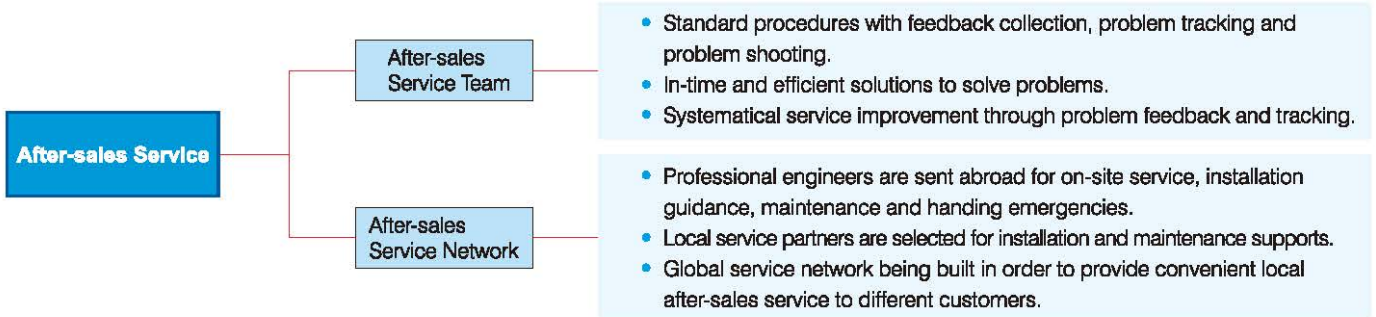 After-sales Service
After-sales
Service Team
• Standard procedures with feedback collection, problem tracking and
problem shooting.
• In-time and efficient solutions to solve problems.
• Systematical service improvement through problem feedback and tracking.
After-sales
Service Network
• Professional engineers are sent abroad for on-site service, installation
guidance, maintenance and handing emergencies.
• Local service partners are selected for installation and maintenance supports.
• Global service network being built in order to provide convenient local
after-sales service to different customers.